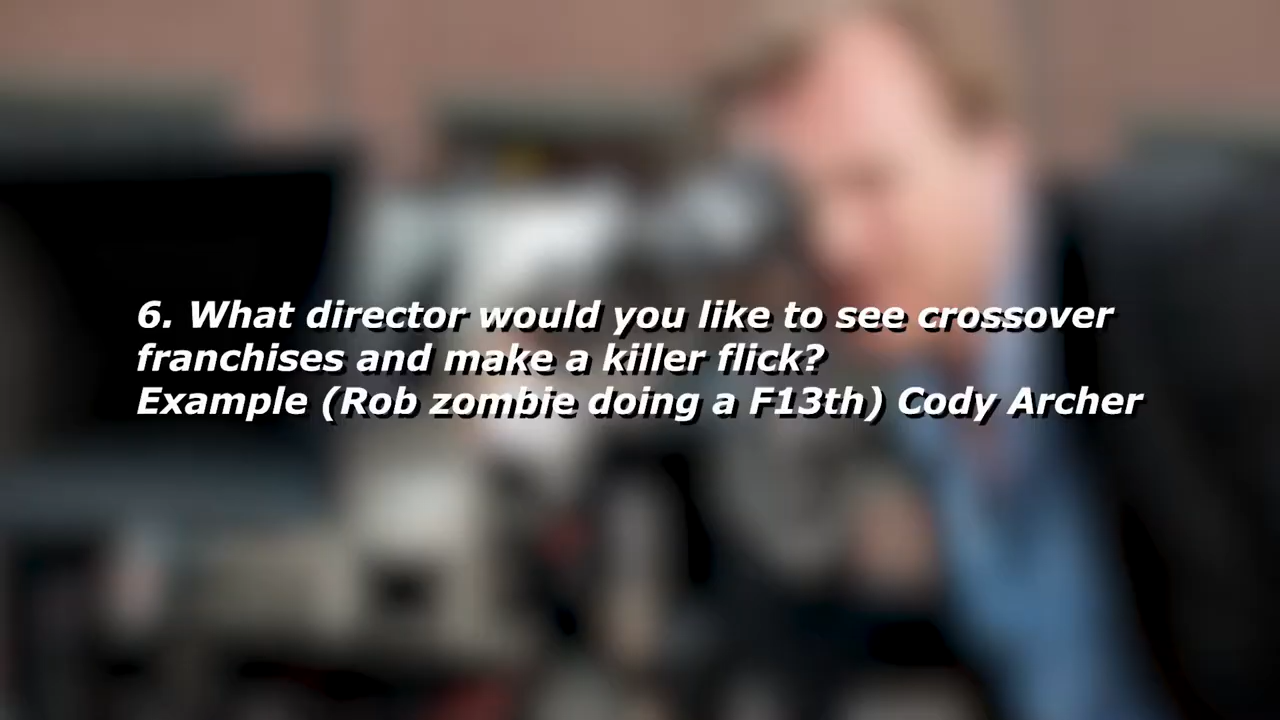 6. What director would you like to see crossover
franchises and make a killer flick?
Example (Rob zombie doing a F13th) Cody Archer